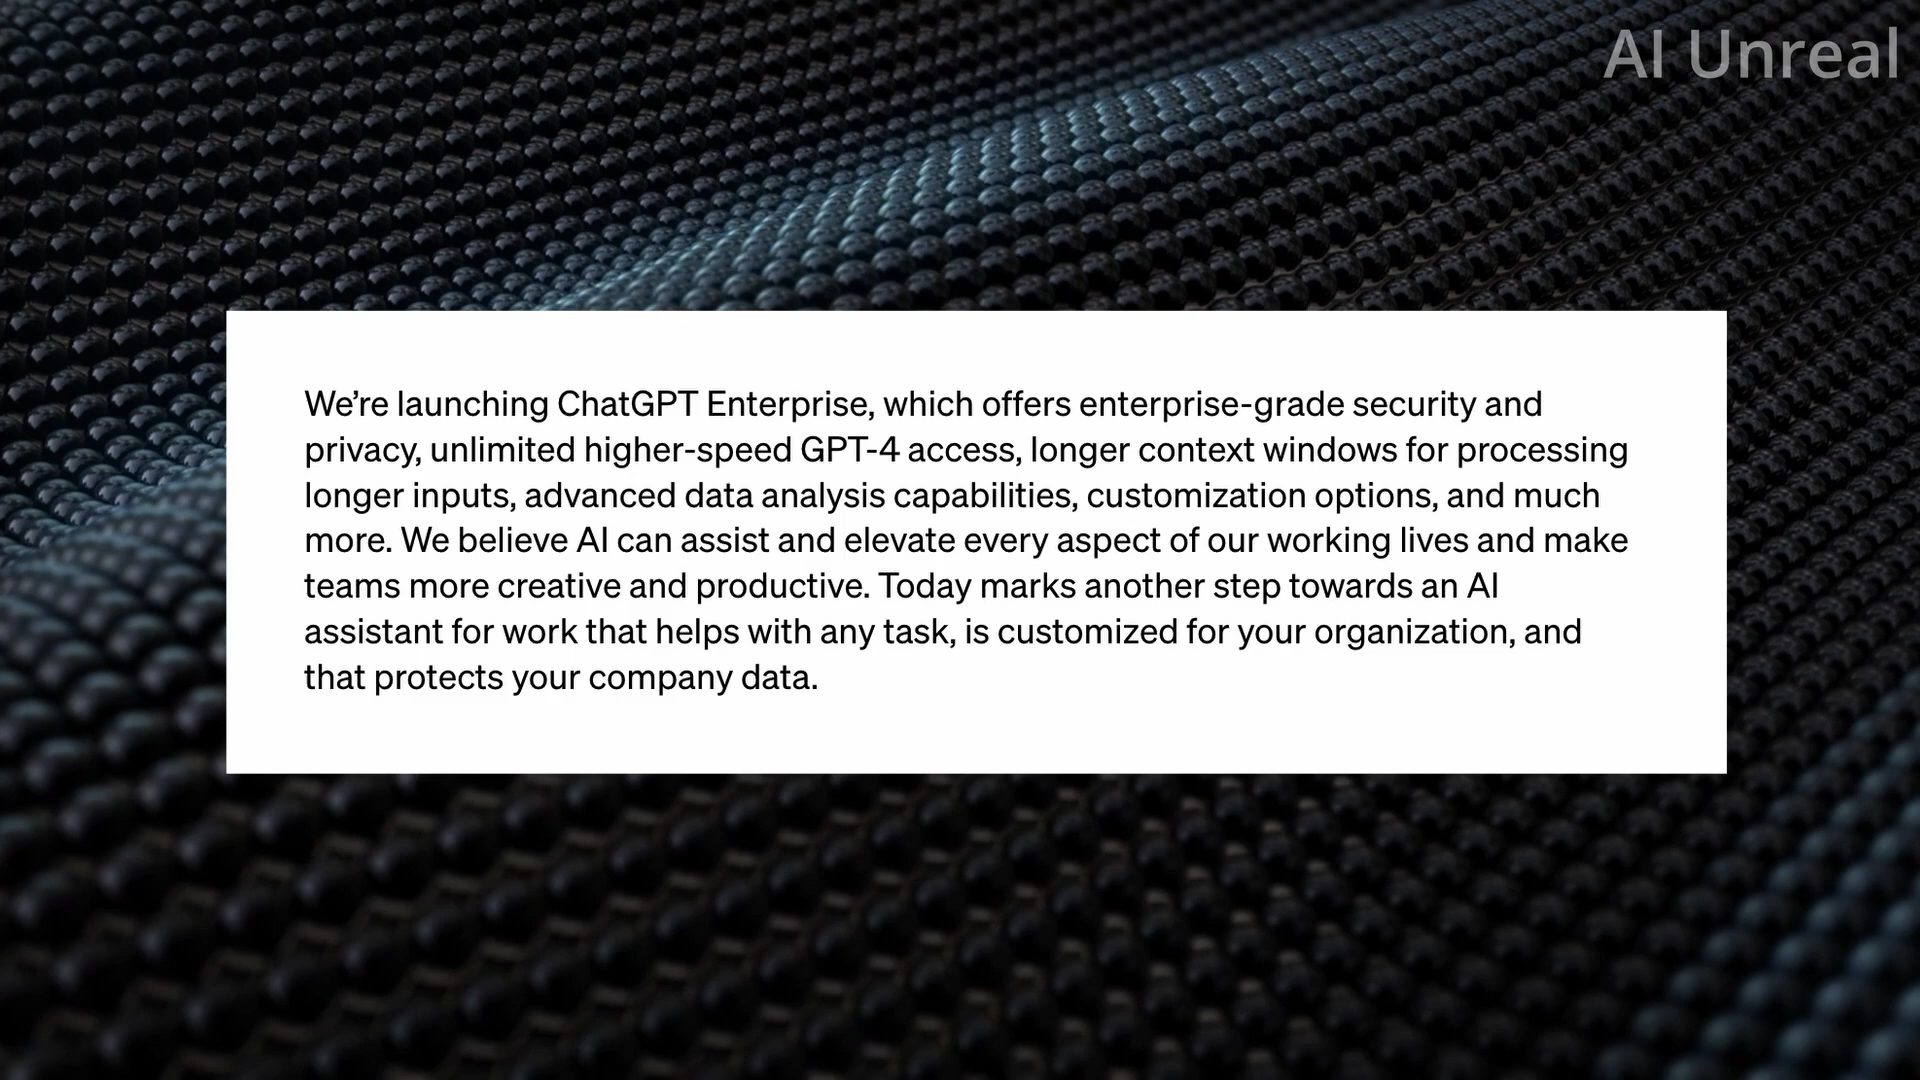 AI Unreal
We’re launching ChatGPT Enterprise, which offers enterprise-grade security and
privacy, unlimited higher-speed GPT-4 access, longer context windows for processing
longer inputs, advanced data analysis capabilities, customization options, and much
more. We believe AI can assist and elevate every aspect of our working lives and make
teams more creative and productive. Today marks another step towards an AI
assistant for work that helps with any task, is customized for your organization, and
that protects your company data.